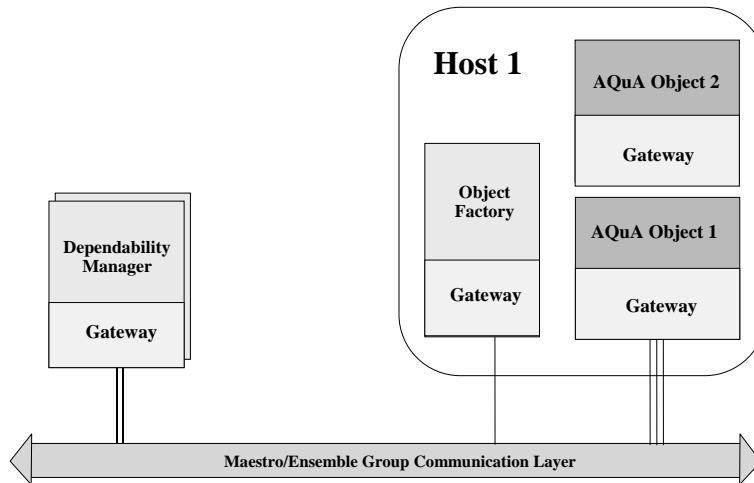 Host 1
AQuA Object 2
Gateway
Object
Factory
Gateway
AQuA Object 1
Gateway
Dependability
Manager
Gateway
Maestro/Ensemble Group Communication Layer